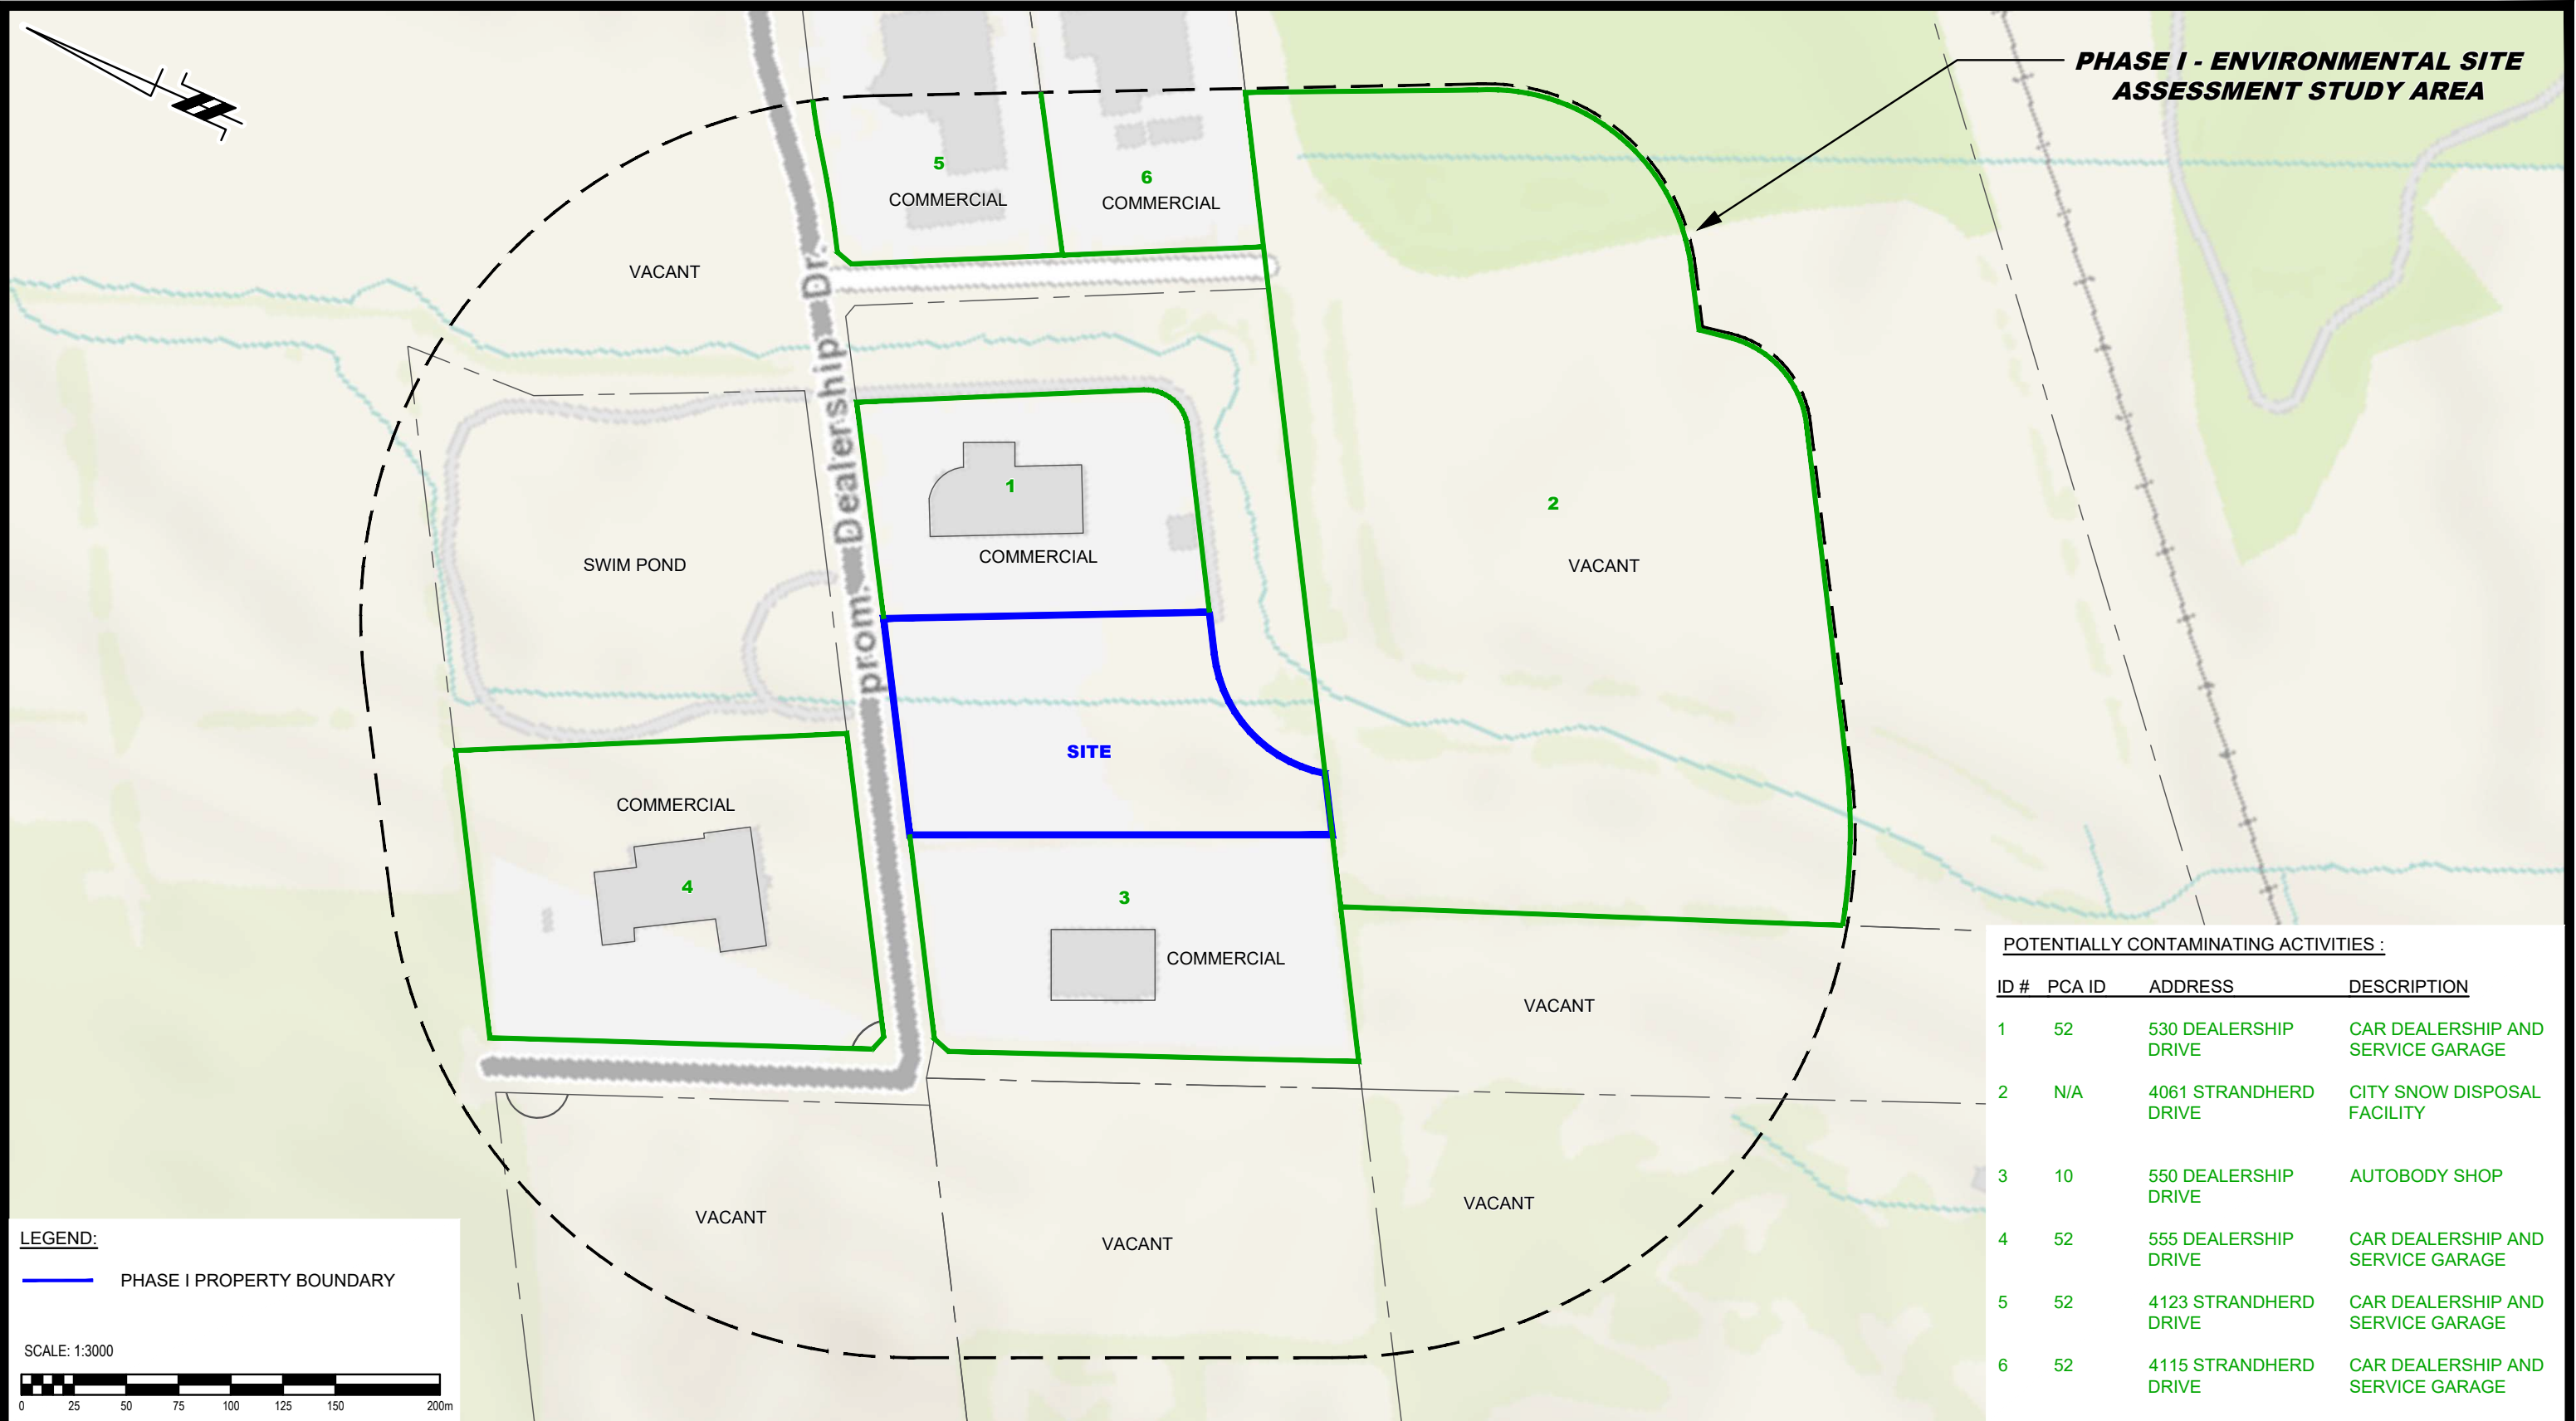 PHASE I - ENVIRONMENTAL SITE
ASSESSMENT STUDY AREA
5
COMMERCIAL
6
COMMERCIAL
VACANT
prom. Dealership Dr.
1
COMMERCIAL
2
VACANT
SWIM POND
SITE
COMMERCIAL
4
3
COMMERCIAL
VACANT
VACANT
VACANT
VACANT
LEGEND:
PHASE I PROPERTY BOUNDARY
SCALE: 1:3000
0 25 50 75 100 125 150 200m
POTENTIALLY CONTAMINATING ACTIVITIES :
ID # PCA ID ADDRESS DESCRIPTION
1 52 530 DEALERSHIP CAR DEALERSHIP AND
DRIVE SERVICE GARAGE
2 N/A 4061 STRANDHERD CITY SNOW DISPOSAL
DRIVE FACILITY
3 10 550 DEALERSHIP AUTOBODY SHOP
DRIVE
4 52 555 DEALERSHIP CAR DEALERSHIP AND
DRIVE SERVICE GARAGE
5 52 4123 STRANDHERD CAR DEALERSHIP AND
DRIVE SERVICE GARAGE
6 52 4115 STRANDHERD CAR DEALERSHIP AND
DRIVE SERVICE GARAGE